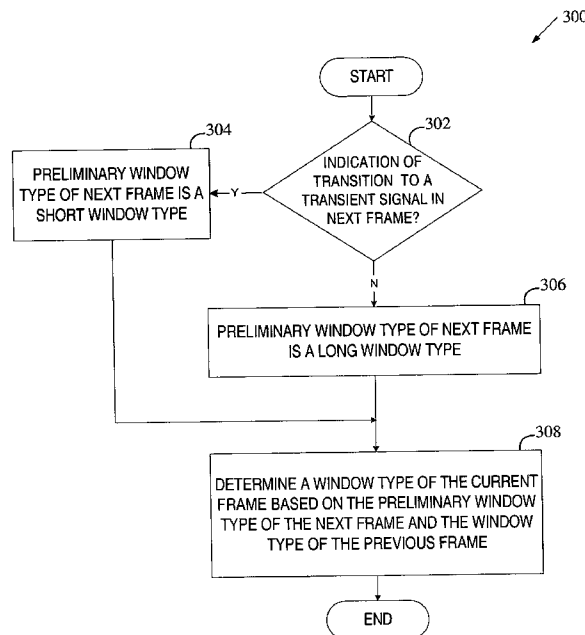 300
START
302
INDICATION OF
TRANSITION TO A
TRANSIENT SIGNAL IN
NEXT FRAME?
304
PRELIMINARY WINDOW
TYPE OF NEXT FRAME IS A
SHORT WINDOW TYPE
Y
N
306
PRELIMINARY WINDOW TYPE OF NEXT FRAME
IS A LONG WINDOW TYPE
308
DETERMINE A WINDOW TYPE OF THE CURRENT
FRAME BASED ON THE PRELIMINARY WINDOW
TYPE OF THE NEXT FRAME AND THE WINDOW
TYPE OF THE PREVIOUS FRAME
END